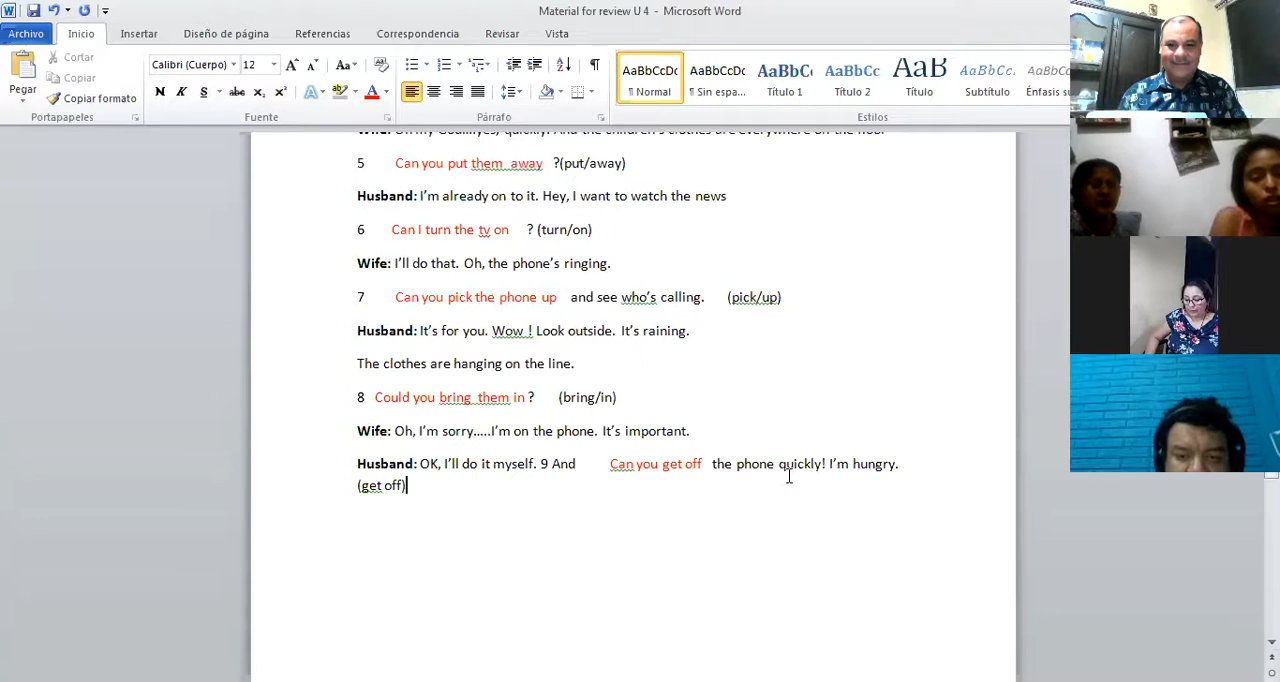 Material for review U 4 - Microsoft Word
Archivo Inicio Insertar Diseño de página Referencias Correspondencia Revisar Vista
Pegar
Cortar
Copiar
Copiar formato
Portapapeles
Calibri (Cuerpo) 12
N K S abc x₂ x² A A
Fuente
Párrafo
AaBbCcDc AaBbCcDc AaBbC AaBbCc AaB AaBbCc AaBbCcDc
¶ Normal ¶ Sin espa... Título 1 Título 2 Título Subtítulo Énfasis
Estilos
5 Can you put them away ?(put/away)
Husband: I'm already on to it. Hey, I want to watch the news
6 Can I turn the tv on ? (turn/on)
Wife: I'll do that. Oh, the phone's ringing.
7 Can you pick the phone up and see who's calling. (pick/up)
Husband: It's for you. Wow ! Look outside. It's raining.
The clothes are hanging on the line.
8 Could you bring them in ? (bring/in)
Wife: Oh, I'm sorry.....I'm on the phone. It's important.
Husband: OK, I'll do it myself. 9 And Can you get off the phone quickly! I'm hungry.
(get off)